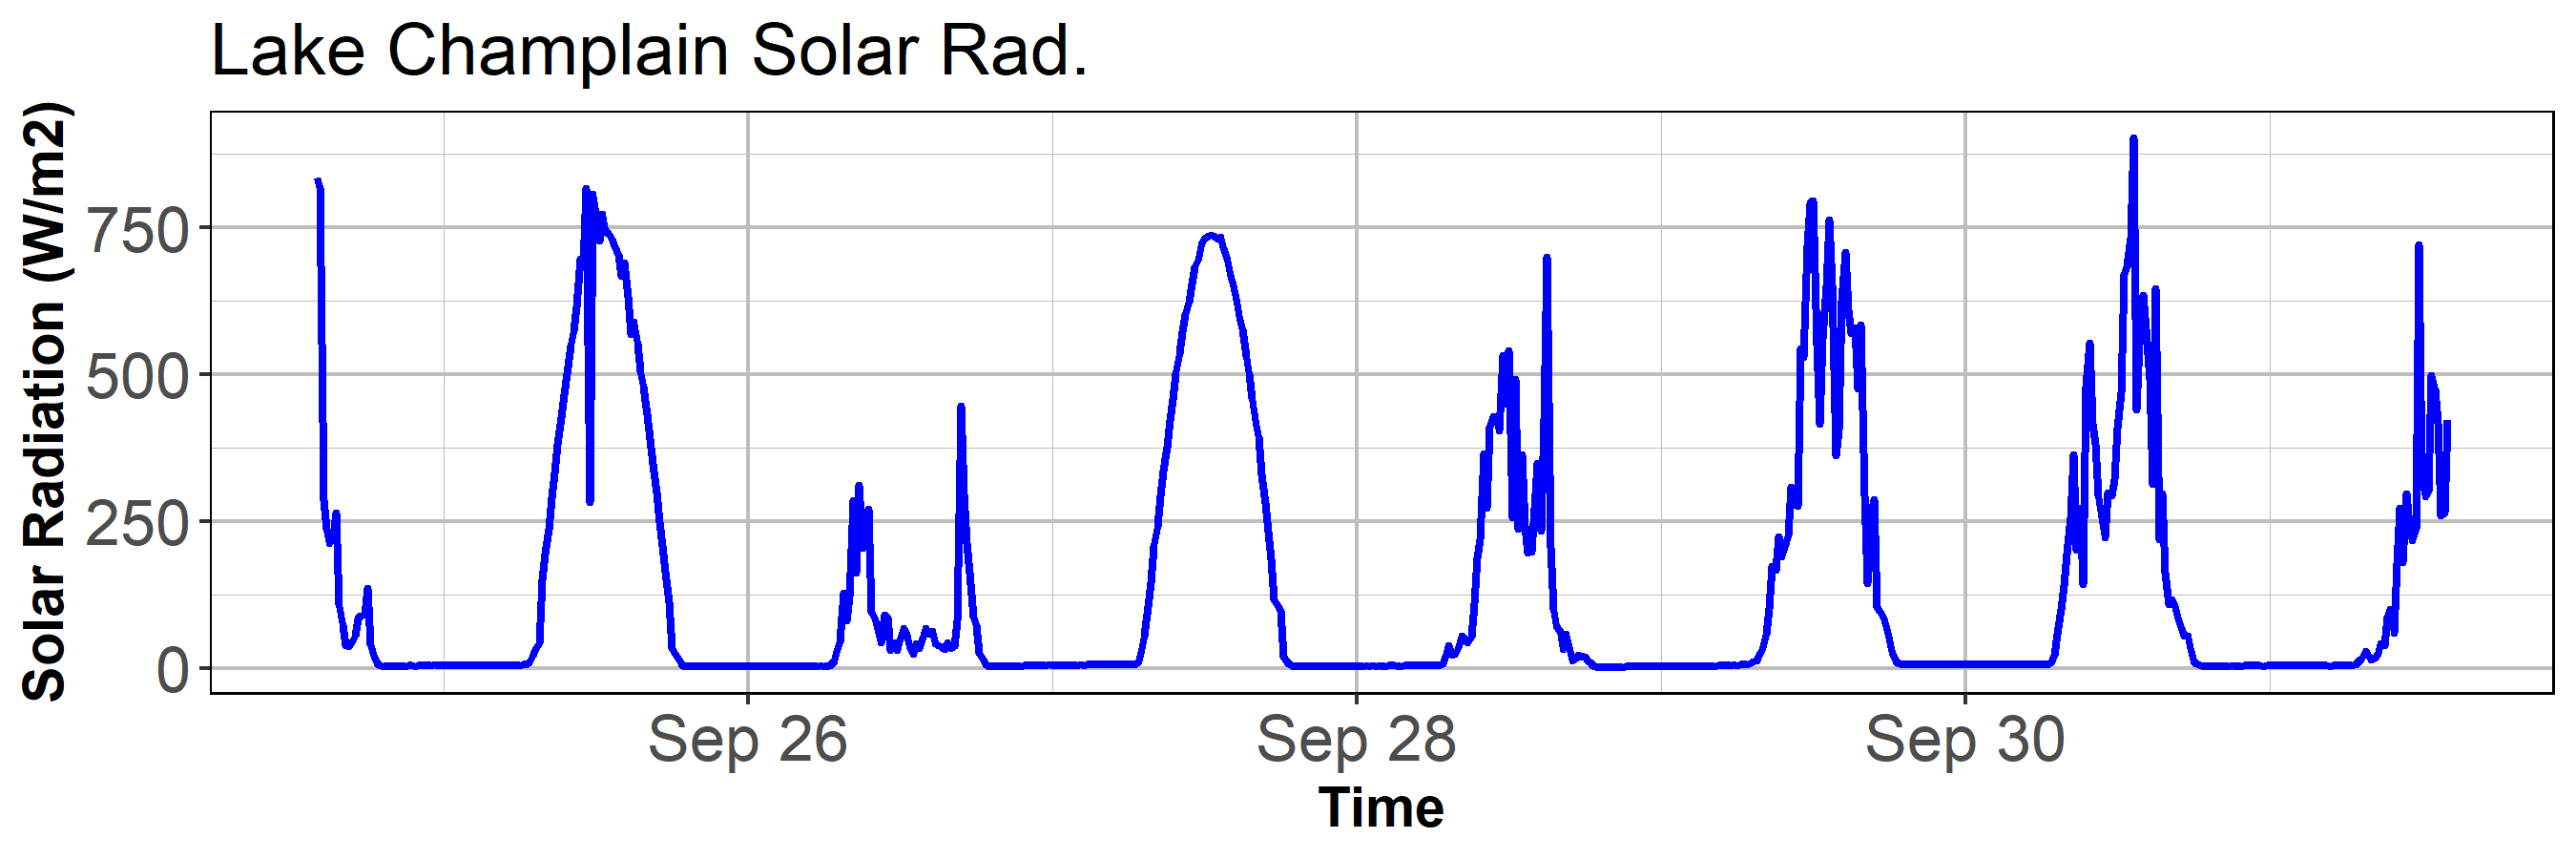 Lake Champlain Solar Rad.
Solar Radiation (W/m2)
750
500
250
0
Sep 26 Sep 28 Sep 30
Time